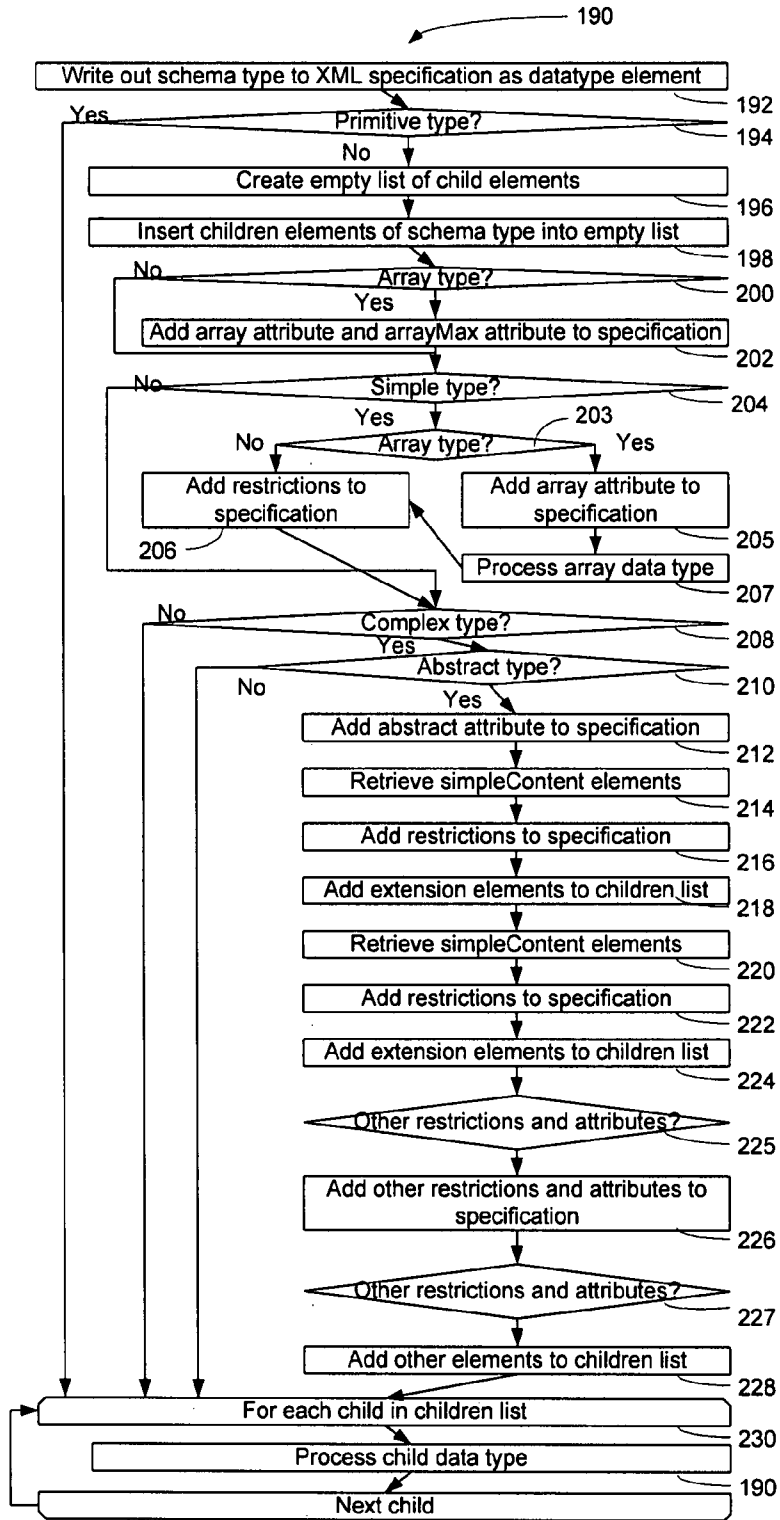 190
Write out schema type to XML specification as datatype element
192
Yes
Primitive type?
194
No
Create empty list of child elements
196
Insert children elements of schema type into empty list
198
No
Array type?
200
Yes
Add array attribute and arrayMax attribute to specification
202
No
Simple type?
204
Yes
203
No
Array type?
Yes
Add restrictions to
specification
206
Add array attribute to
specification
205
Process array data type
207
No
Complex type?
208
Yes
Abstract type?
210
No
Yes
Add abstract attribute to specification
212
Retrieve simpleContent elements
214
Add restrictions to specification
216
Add extension elements to children list
218
Retrieve simpleContent elements
220
Add restrictions to specification
222
Add extension elements to children list
224
Other restrictions and attributes?
225
Add other restrictions and attributes to
specification
226
Other restrictions and attributes?
227
Add other elements to children list
228
For each child in children list
230
Process child data type
190
Next child